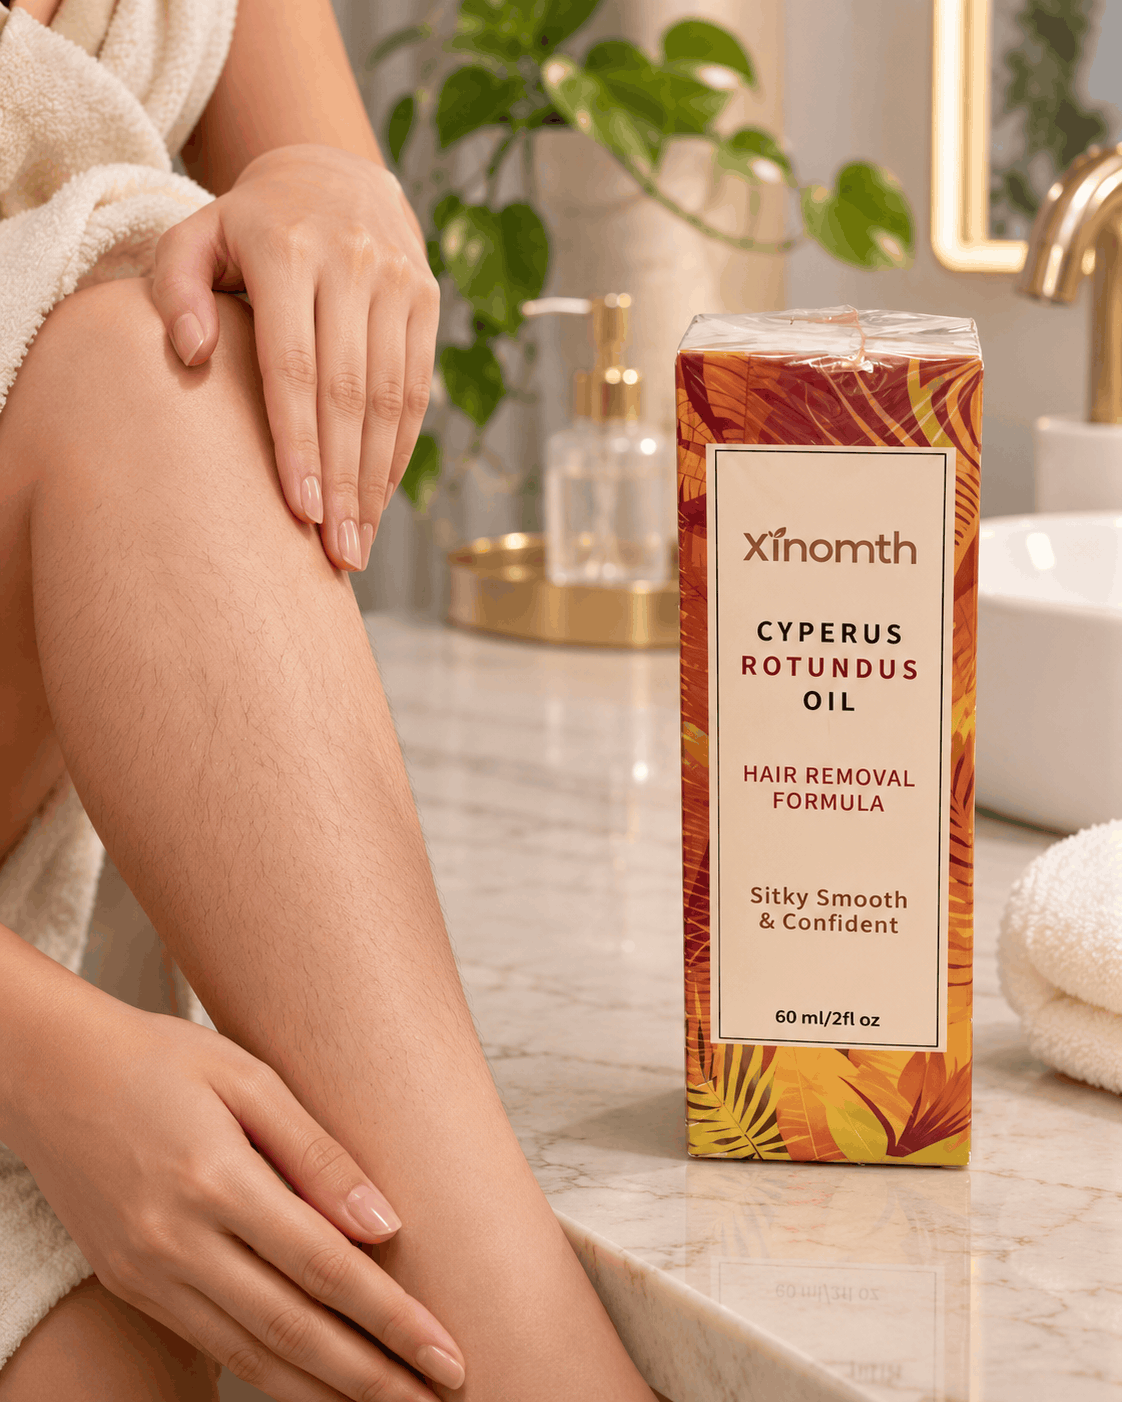 xinomth
CYPERUS
ROTUNDUS
OIL
HAIR REMOVAL
FORMULA
Sitky Smooth
& Confident
60 ml/2fl oz